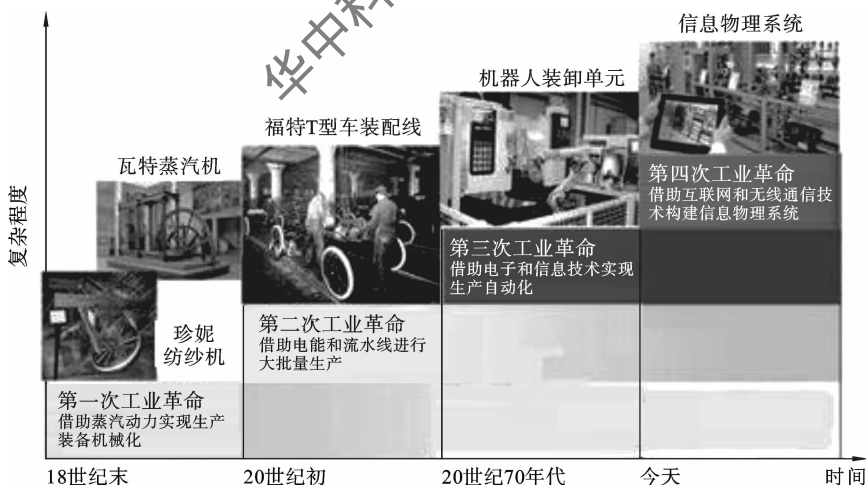 华中科
信息物理系统
机器人装卸单元
福特T型车装配线
瓦特蒸汽机
复杂程度
第四次工业革命
借助互联网和无线通信技
术构建信息物理系统
第三次工业革命
借助电子和信息技术实现
生产自动化
珍妮
纺纱机
第二次工业革命
借助电能和流水线进行
大批量生产
第一次工业革命
借助蒸汽动力实现生产
装备机械化
18世纪末
20世纪初
20世纪70年代
今天
时间